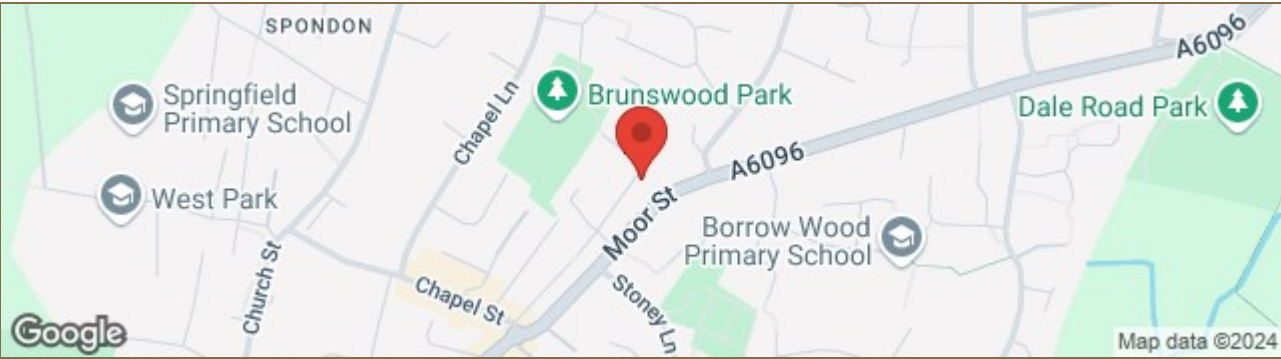 SPONDON
A6096
Springfield
Primary School
Chapel Ln
Brunswood Park
Dale Road Park
A6096
West Park
Moor St
Borrow Wood
Primary School
Church St
Chapel St
Stoney Ln
Google
Map data ©2024